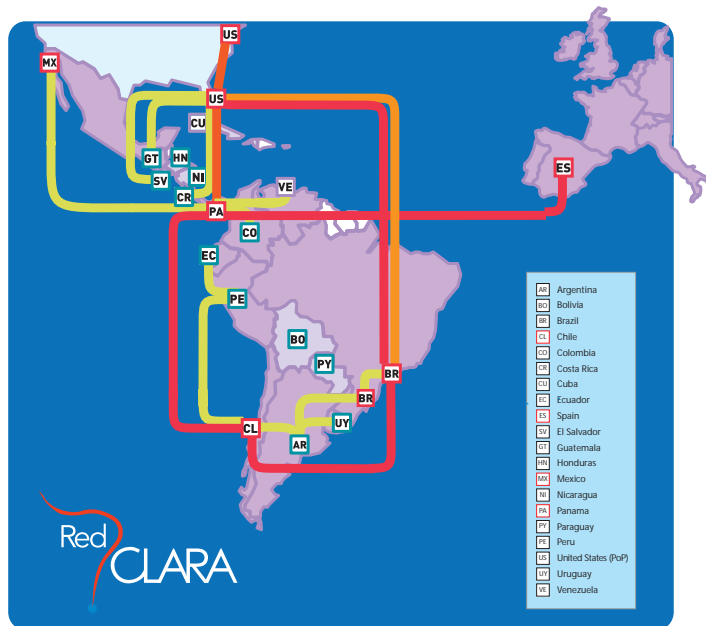 US
MX
US
CU
GT
HN
NI
SV
CR
VE
PA
ES
CO
EC
PE
BO
PY
BR
BR
UY
CL
AR
AR Argentina
BO Bolivia
BR Brazil
CL Chile
CO Colombia
CR Costa Rica
CU Cuba
EC Ecuador
ES Spain
SV El Salvador
GT Guatemala
HN Honduras
MX Mexico
NI Nicaragua
PA Panama
PY Paraguay
PE Peru
US United States (PoP)
UY Uruguay
VE Venezuela
Red
CLARA